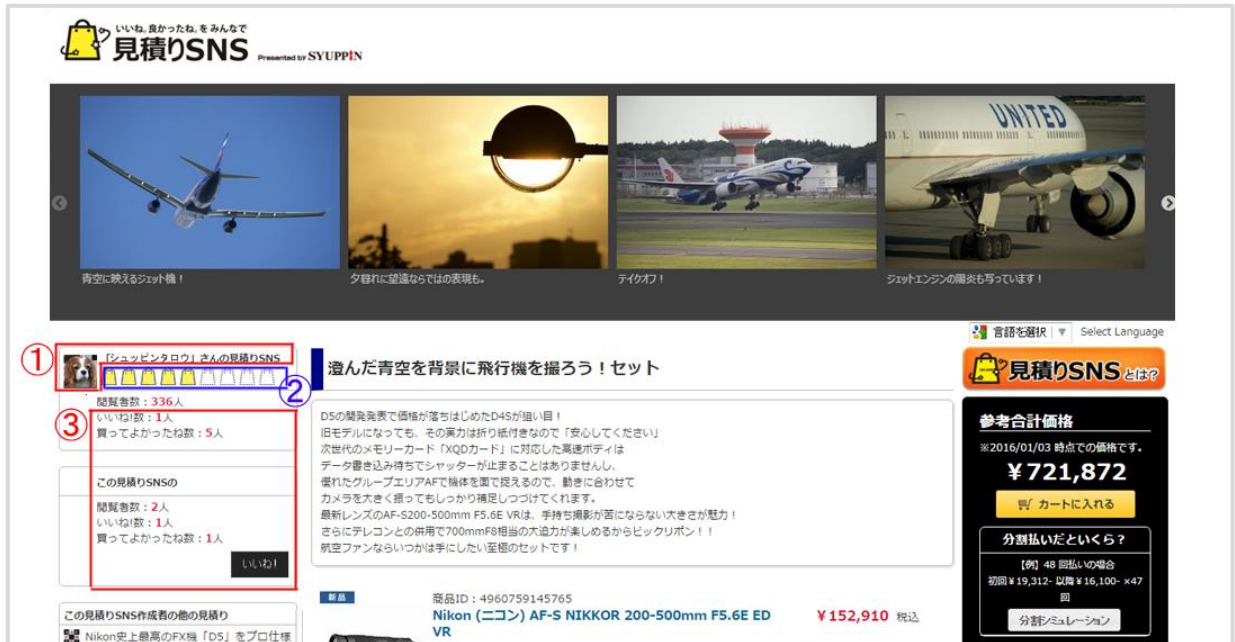 いいね。良かったね。をみんなで
見積りSNS Presented by SYUPPIN
UNITED
青空に映えるジェット機！
夕暮れに望遠ならではの表現も。
テイクオフ！
ジェットエンジンの陽炎も写っています！
言語を選択 ▼ Select Language
①
「シュッピンタロウ」さんの見積りSNS
②
閲覧者数：336人
③
いいね!数：1人
買ってよかったね数：5人
この見積りSNSの
閲覧者数：2人
いいね!数：1人
買ってよかったね数：1人
いいね!
この見積りSNS作成者の他の見積り
Nikon史上最高のFX機「D5」をプロ仕様
澄んだ青空を背景に飛行機を撮ろう！セット
D5の開発発表で価格が落ちはじめたD4Sが狙い目！
旧モデルになっても、その実力は折り紙付きなので「安心してください」
次世代のメモリーカード「XQDカード」に対応した高速ボディは
データ書き込み待ちでシャッターが止まることはありませんし、
優れたグループエリアAFで機体を面で捉えるので、動きに合わせて
カメラを大きく振ってもしっかり補足しつづけてくれます。
最新レンズのAF-S200-500mm F5.6E VRは、手持ち撮影が苦にならない大きさが魅力！
さらにテレコンとの併用で700mmF8相当の大迫力が楽しめるからビックリポン！！
航空ファンならいつかは手にしたい至極のセットです！
新品
商品ID：4960759145765
Nikon (ニコン) AF-S NIKKOR 200-500mm F5.6E ED
VR
￥152,910 税込
見積りSNSとは?
参考合計価格
※2016/01/03 時点での価格です。
￥721,872
カートに入れる
分割払いだといくら？
【例】48 回払いの場合
初回￥19,312- 以降￥16,100- ×47
回
分割シミュレーション